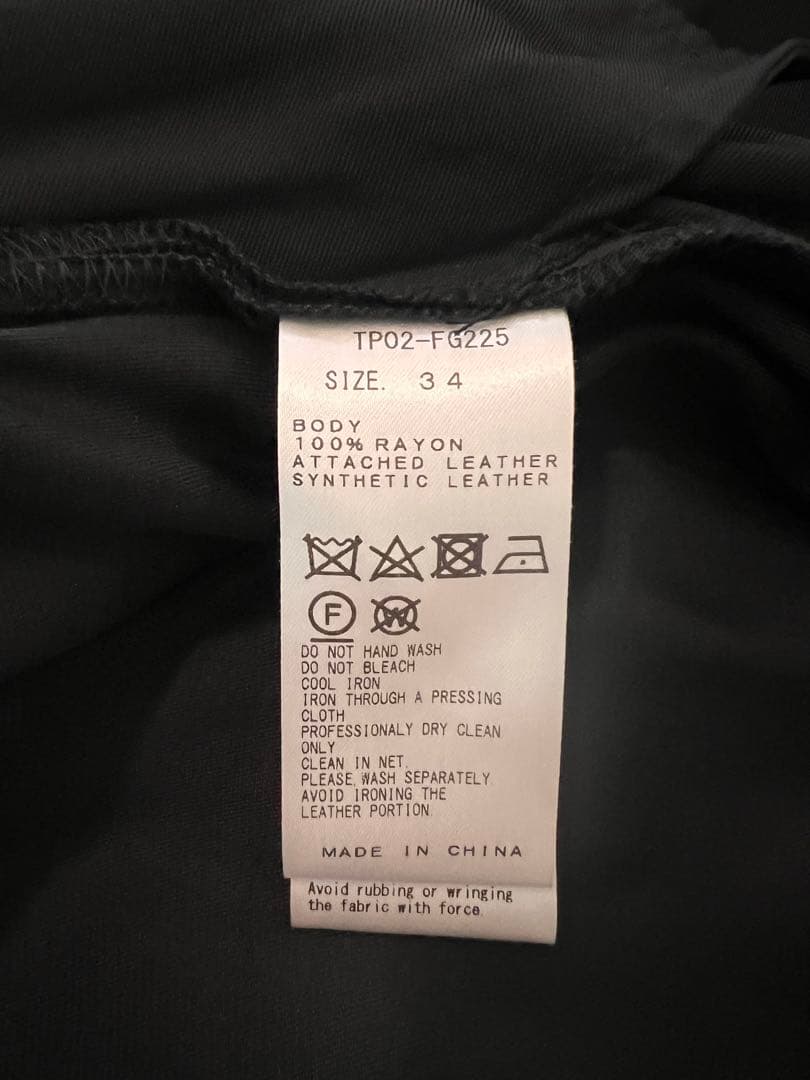 TP02-FG225
SIZE. 34
BODY
100% RAYON
ATTACHED LEATHER
SYNTHETIC LEATHER
F W
DO NOT HAND WASH
DO NOT BLEACH
COOL IRON
IRON THROUGH A PRESSING
CLOTH
PROFESSIONALY DRY CLEAN
ONLY
CLEAN IN NET.
PLEASE WASH SEPARATELY.
AVOID IRONING THE
LEATHER PORTION.
MADE IN CHINA
Avoid rubbing or wringing
the fabric with force.